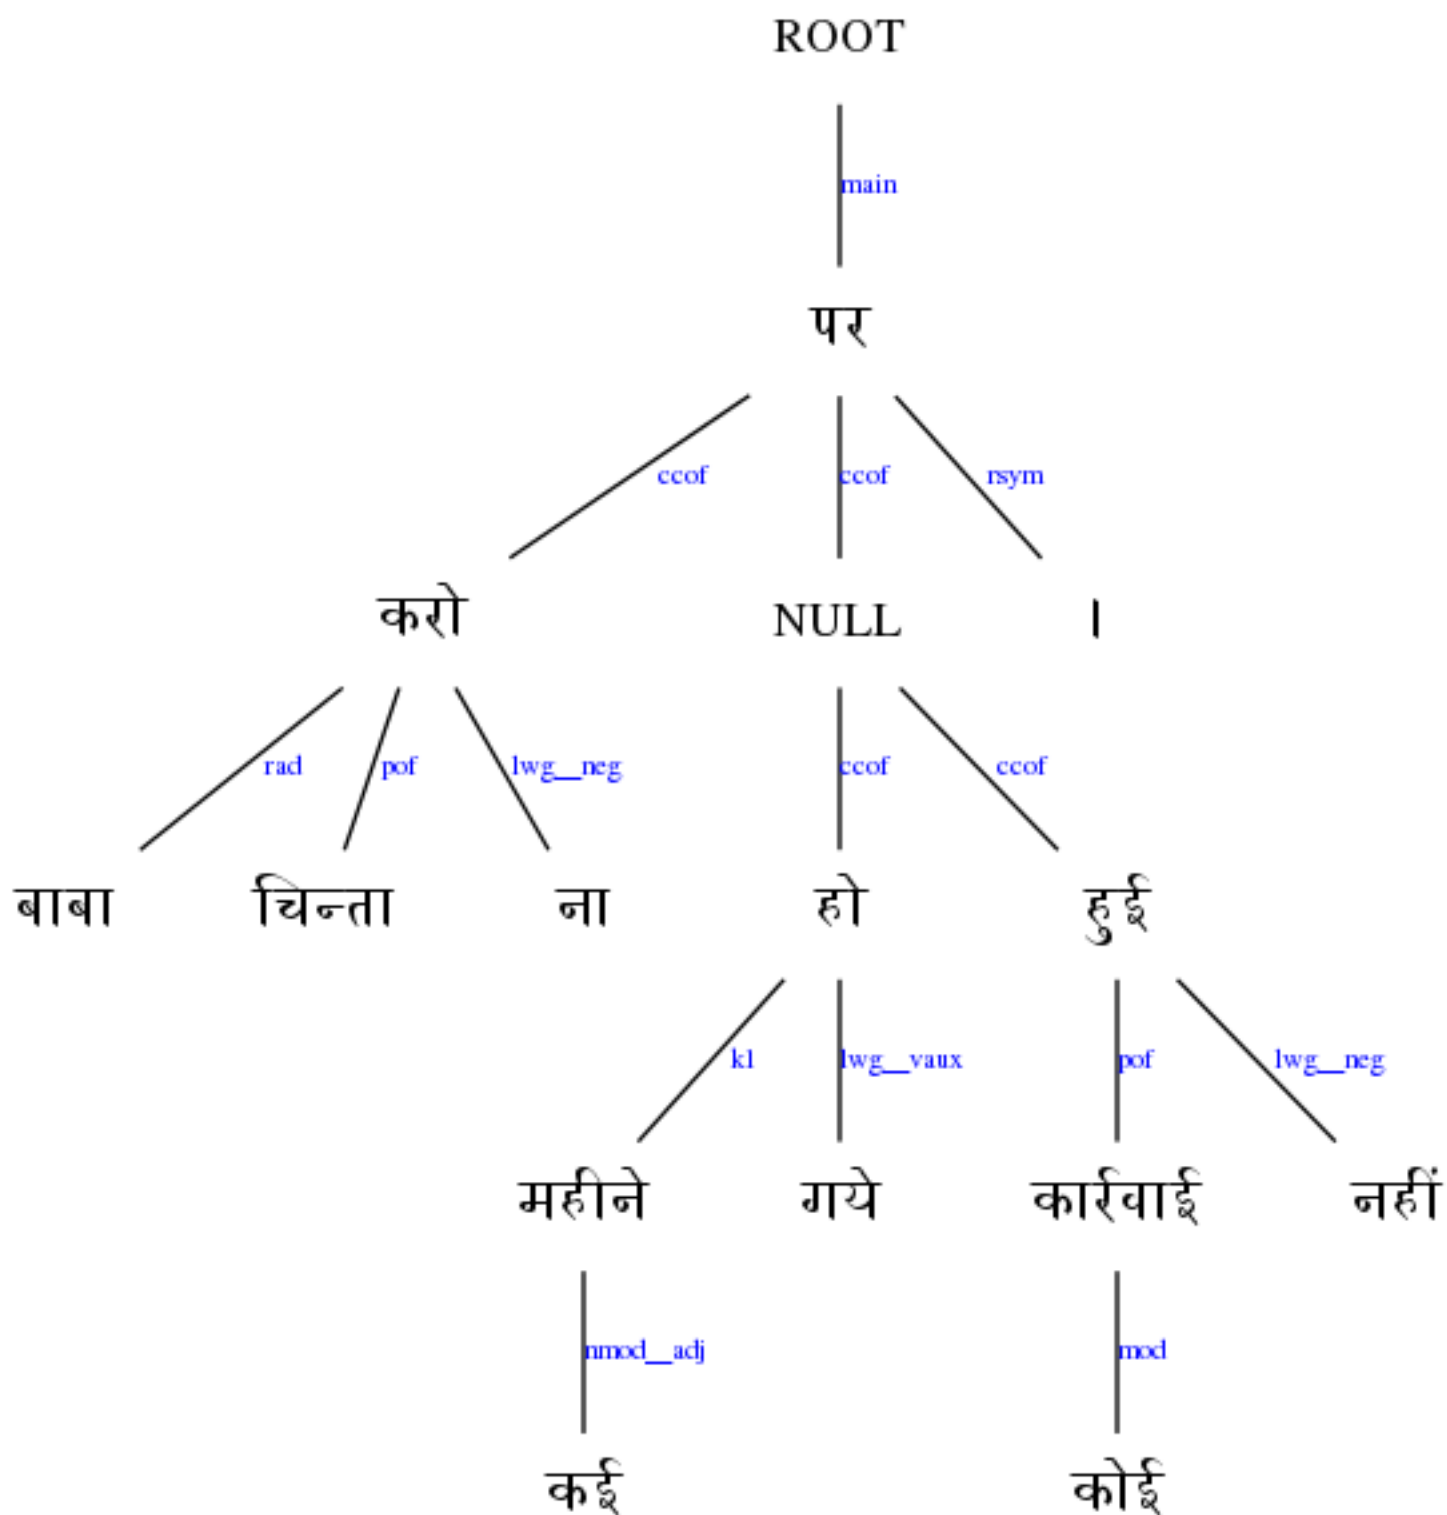 ROOT
main
पर
ccof ccof rsym
करो NULL ।
rad pof lwg__neg ccof ccof
बाबा चिन्ता ना हो हुई
k1 lwg__vaux pof lwg__neg
महीने गये कार्रवाई नहीं
nmod__adj mod
कई कोई